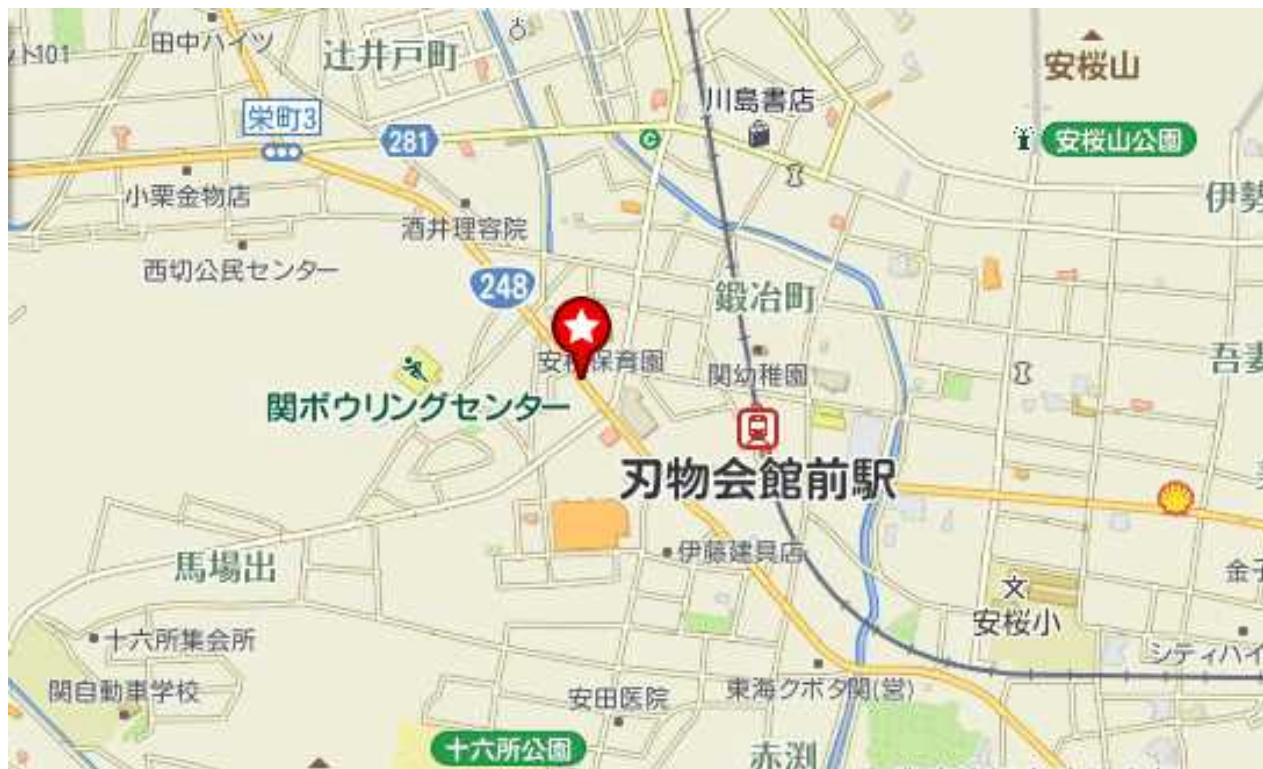 ット101
田中ハイツ
辻井戸町
安桜山
栄町3
川島書店
281
C
安桜山公園
小栗金物店
伊勢
酒井理容院
西切公民センター
248
鍛冶町
保育園
関幼稚園
吾妻
関ボウリングセンター
刃物会館前駅
伊藤建具店
馬場出
金子
文
安桜小
十六所集会所
シティハイ
関自動車学校
安田医院
東海クボタ関(営)
十六所公園
赤渕